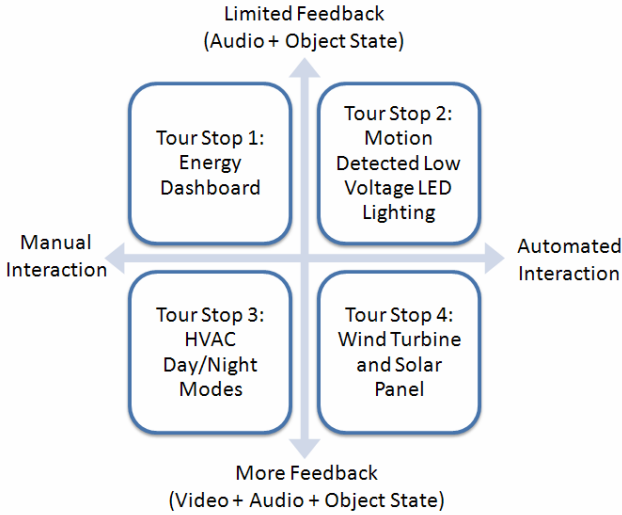 Limited Feedback
(Audio + Object State)
Tour Stop 1:
Energy
Dashboard
Tour Stop 2:
Motion
Detected Low
Voltage LED
Lighting
Manual
Interaction
Automated
Interaction
Tour Stop 3:
HVAC
Day/Night
Modes
Tour Stop 4:
Wind Turbine
and Solar
Panel
More Feedback
(Video + Audio + Object State)